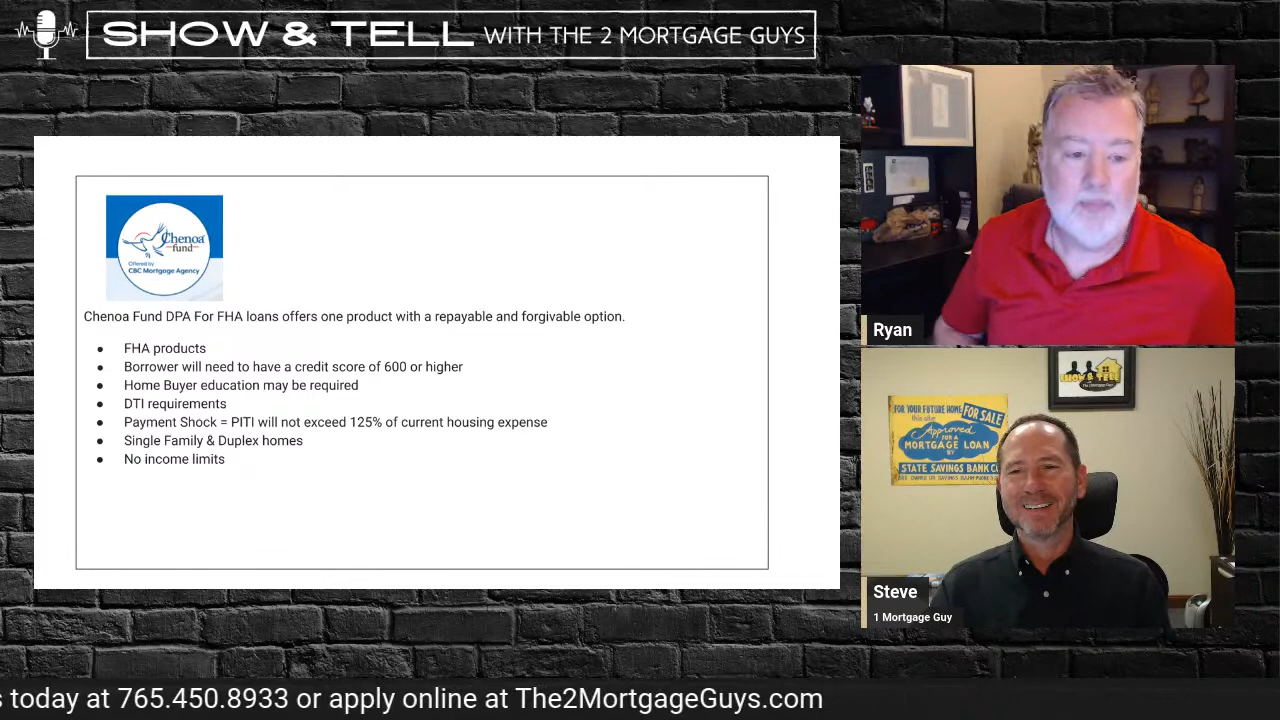 SHOW & TELL WITH THE 2 MORTGAGE GUYS
Chenoa
fund
Offered by
CBC Mortgage Agency
Chenoa Fund DPA For FHA loans offers one product with a repayable and forgivable option.
● FHA products
● Borrower will need to have a credit score of 600 or higher
● Home Buyer education may be required
● DTI requirements
● Payment Shock = PITI will not exceed 125% of current housing expense
● Single Family & Duplex homes
● No income limits
Ryan
SHOW & TELL
FOR YOUR FUTURE HOME
FOR SALE
this site
Approved
FOR A
MORTGAGE LOAN
BY
STATE SAVINGS BANK
Steve
1 Mortgage Guy
s today at 765.450.8933 or apply online at The2MortgageGuys.com